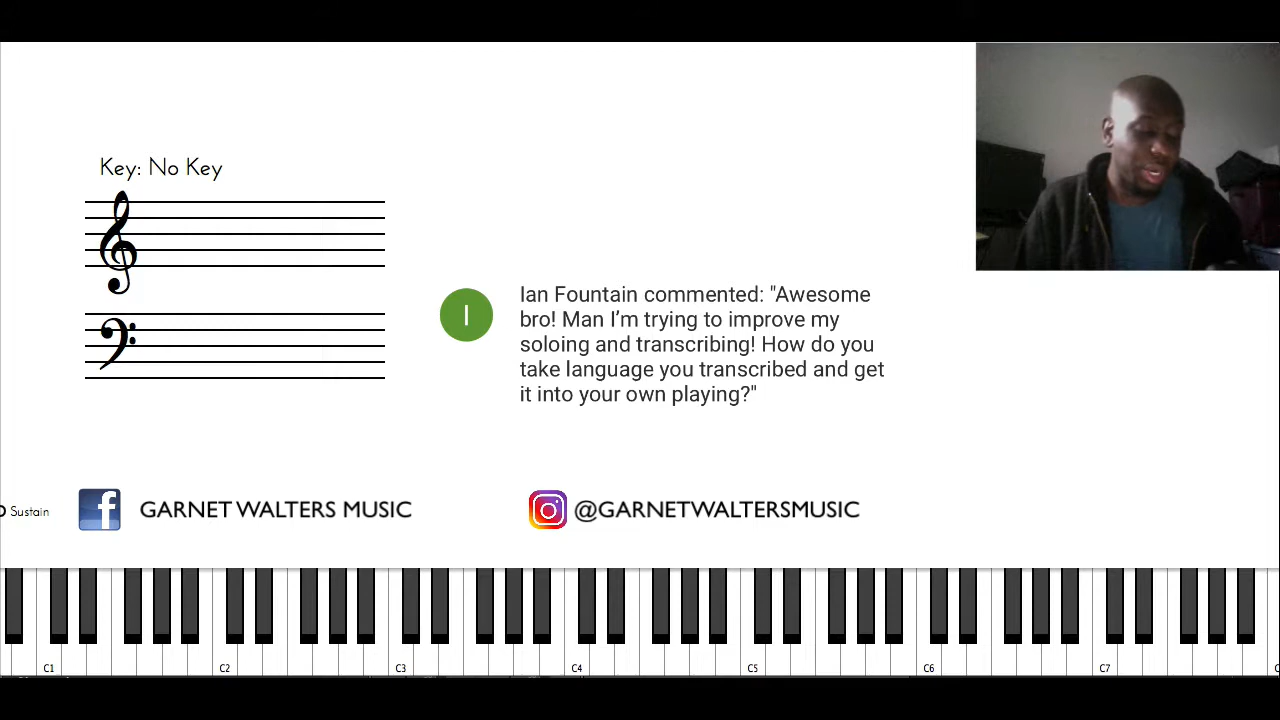 Key: No Key
I
Ian Fountain commented: "Awesome
bro! Man I’m trying to improve my
soloing and transcribing! How do you
take language you transcribed and get
it into your own playing?"
Sustain
f GARNET WALTERS MUSIC
@GARNETWALTERSMUSIC
C1 C2 C3 C4 C5 C6 C7